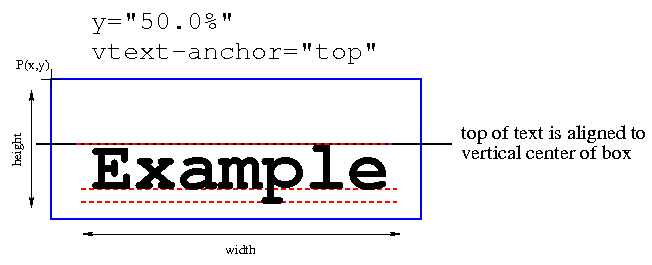 y="50.0%"
vtext-anchor="top"
P(x,y)
height
Example
top of text is aligned to
vertical center of box
width